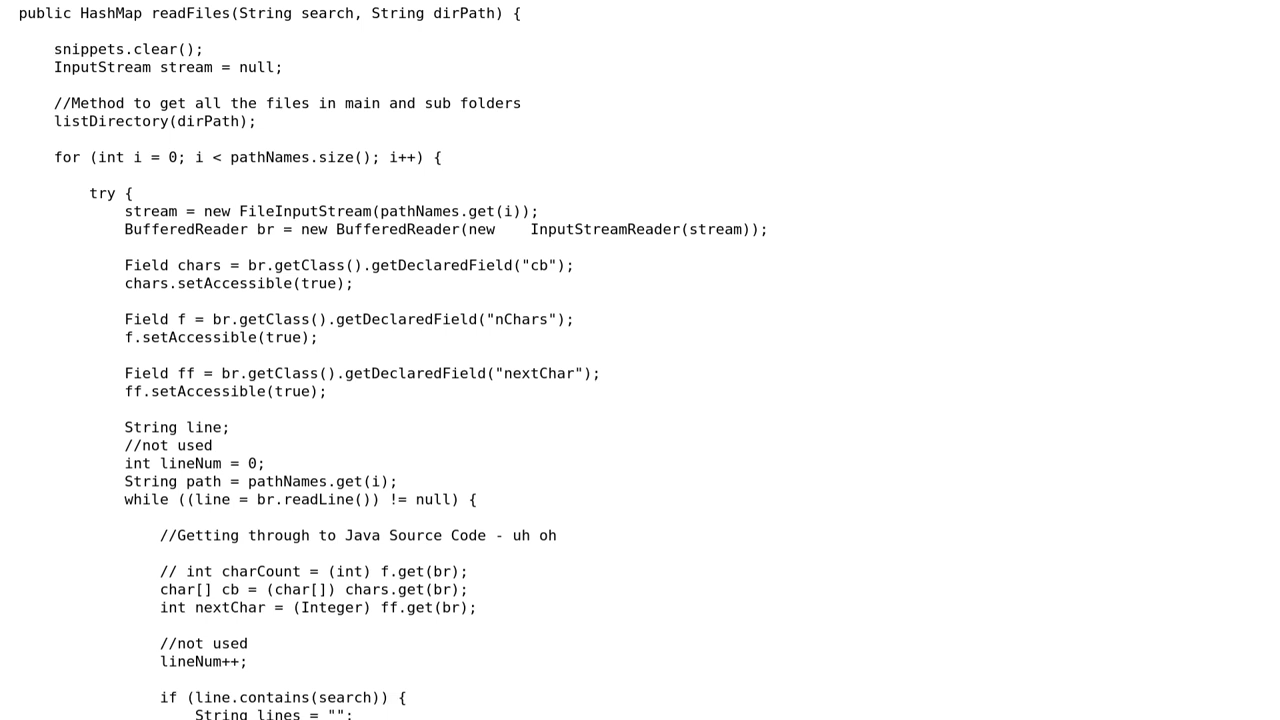 public HashMap readFiles(String search, String dirPath) {
snippets.clear();
InputStream stream = null;
//Method to get all the files in main and sub folders
listDirectory(dirPath);
for (int i = 0; i < pathNames.size(); i++) {
try {
stream = new FileInputStream(pathNames.get(i));
BufferedReader br = new BufferedReader(new    InputStreamReader(stream));
Field chars = br.getClass().getDeclaredField("cb");
chars.setAccessible(true);
Field f = br.getClass().getDeclaredField("nChars");
f.setAccessible(true);
Field ff = br.getClass().getDeclaredField("nextChar");
ff.setAccessible(true);
String line;
//not used
int lineNum = 0;
String path = pathNames.get(i);
while ((line = br.readLine()) != null) {
//Getting through to Java Source Code - uh oh
// int charCount = (int) f.get(br);
char[] cb = (char[]) chars.get(br);
int nextChar = (Integer) ff.get(br);
//not used
lineNum++;
if (line.contains(search)) {
String lines = "";